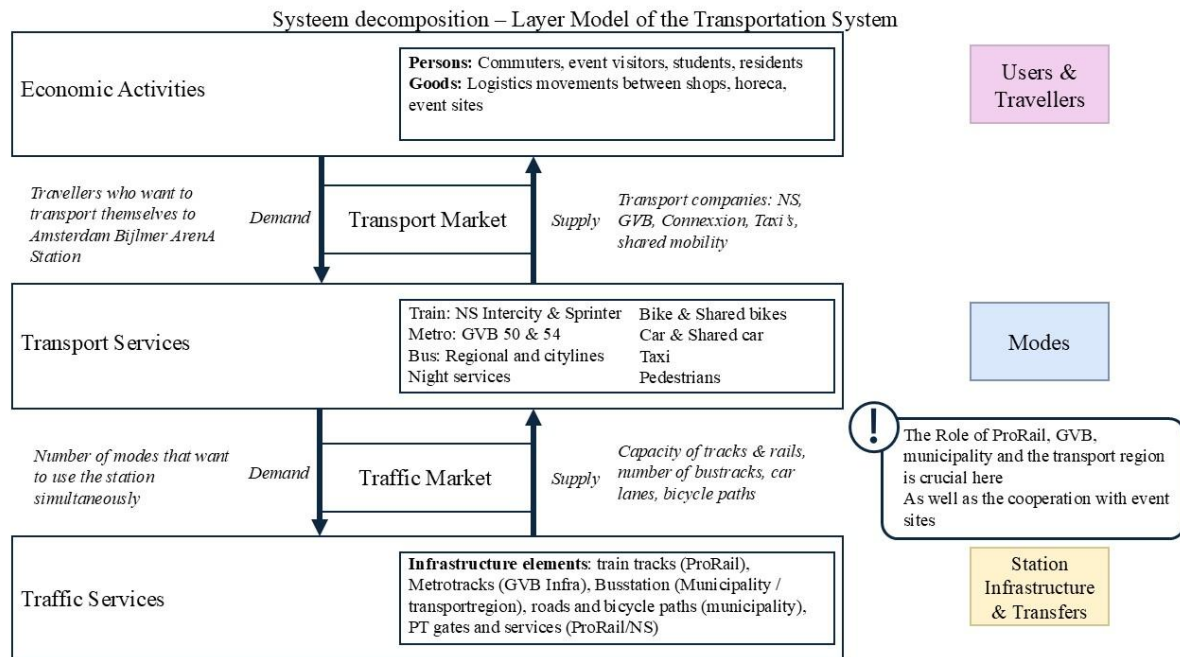 Systeem decomposition – Layer Model of the Transportation System
Economic Activities
Persons: Commuters, event visitors, students, residents
Goods: Logistics movements between shops, horeca,
event sites
Users &
Travellers
Travellers who want to
transport themselves to
Amsterdam Bijlmer ArenA
Station
Demand
Transport Market
Supply
Transport companies: NS,
GVB, Connexxion, Taxi's,
shared mobility
Transport Services
Train: NS Intercity & Sprinter
Metro: GVB 50 & 54
Bus: Regional and citylines
Night services
Bike & Shared bikes
Car & Shared car
Taxi
Pedestrians
Modes
Number of modes that want
to use the station
simultaneously
Demand
Traffic Market
Supply
Capacity of tracks & rails,
number of bustracks, car
lanes, bicycle paths
!
The Role of ProRail, GVB,
municipality and the transport region
is crucial here
As well as the cooperation with event
sites
Traffic Services
Infrastructure elements: train tracks (ProRail),
Metrotracks (GVB Infra), Busstation (Municipality /
transportregion), roads and bicycle paths (municipality),
PT gates and services (ProRail/NS)
Station
Infrastructure
& Transfers